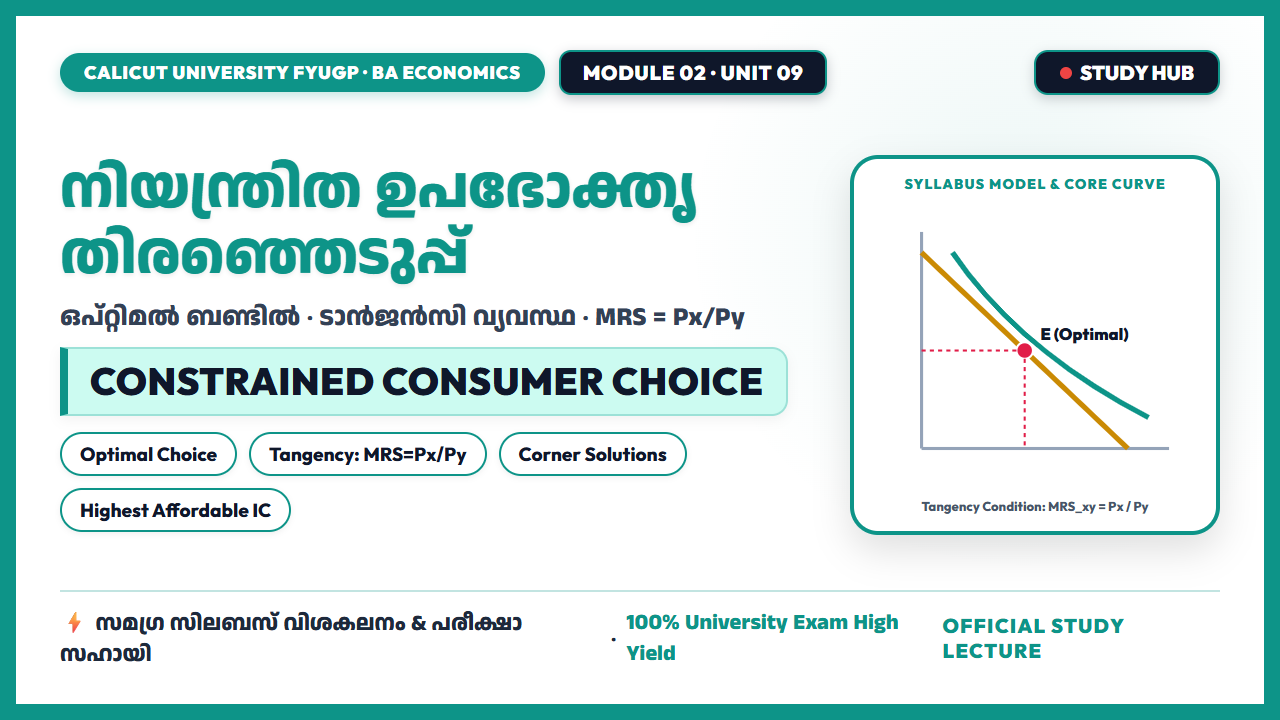 CALICUT UNIVERSITY FYUGP · BA ECONOMICS
MODULE 02 · UNIT 09
STUDY HUB
നിയന്ത്രിത ഉപഭോക്തൃ
തിരഞ്ഞെടുപ്പ്
ഒപ്റ്റിമൽ ബണ്ടിൽ · ടാൻജൻസി വ്യവസ്ഥ · MRS = Px/Py
CONSTRAINED CONSUMER CHOICE
Optimal Choice
Tangency: MRS=Px/Py
Corner Solutions
Highest Affordable IC
SYLLABUS MODEL & CORE CURVE
E (Optimal)
Tangency Condition: MRS_xy = Px / Py
⚡ സമഗ്ര സിലബസ് വിശകലനം & പരീക്ഷാ
സഹായി
·
100% University Exam High
Yield
OFFICIAL STUDY
LECTURE